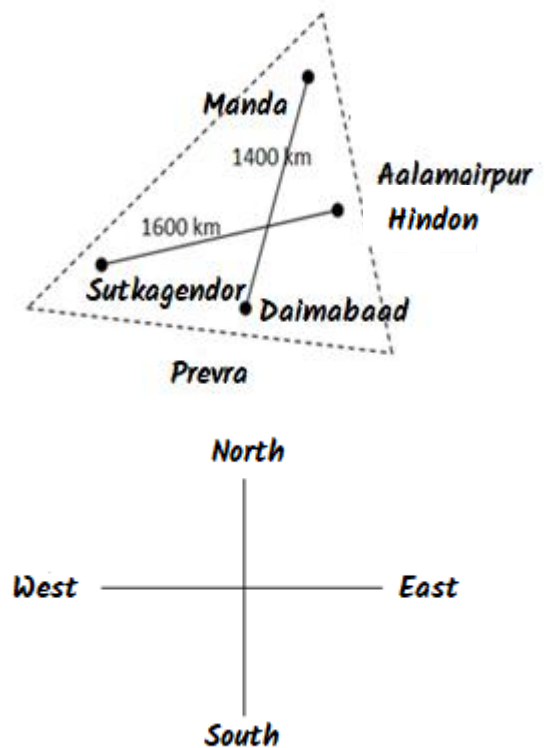 Manda
1400 km
Aalamairpur
Hindon
1600 km
Sutkagendor
Daimabaad
Prevra
North
West
East
South